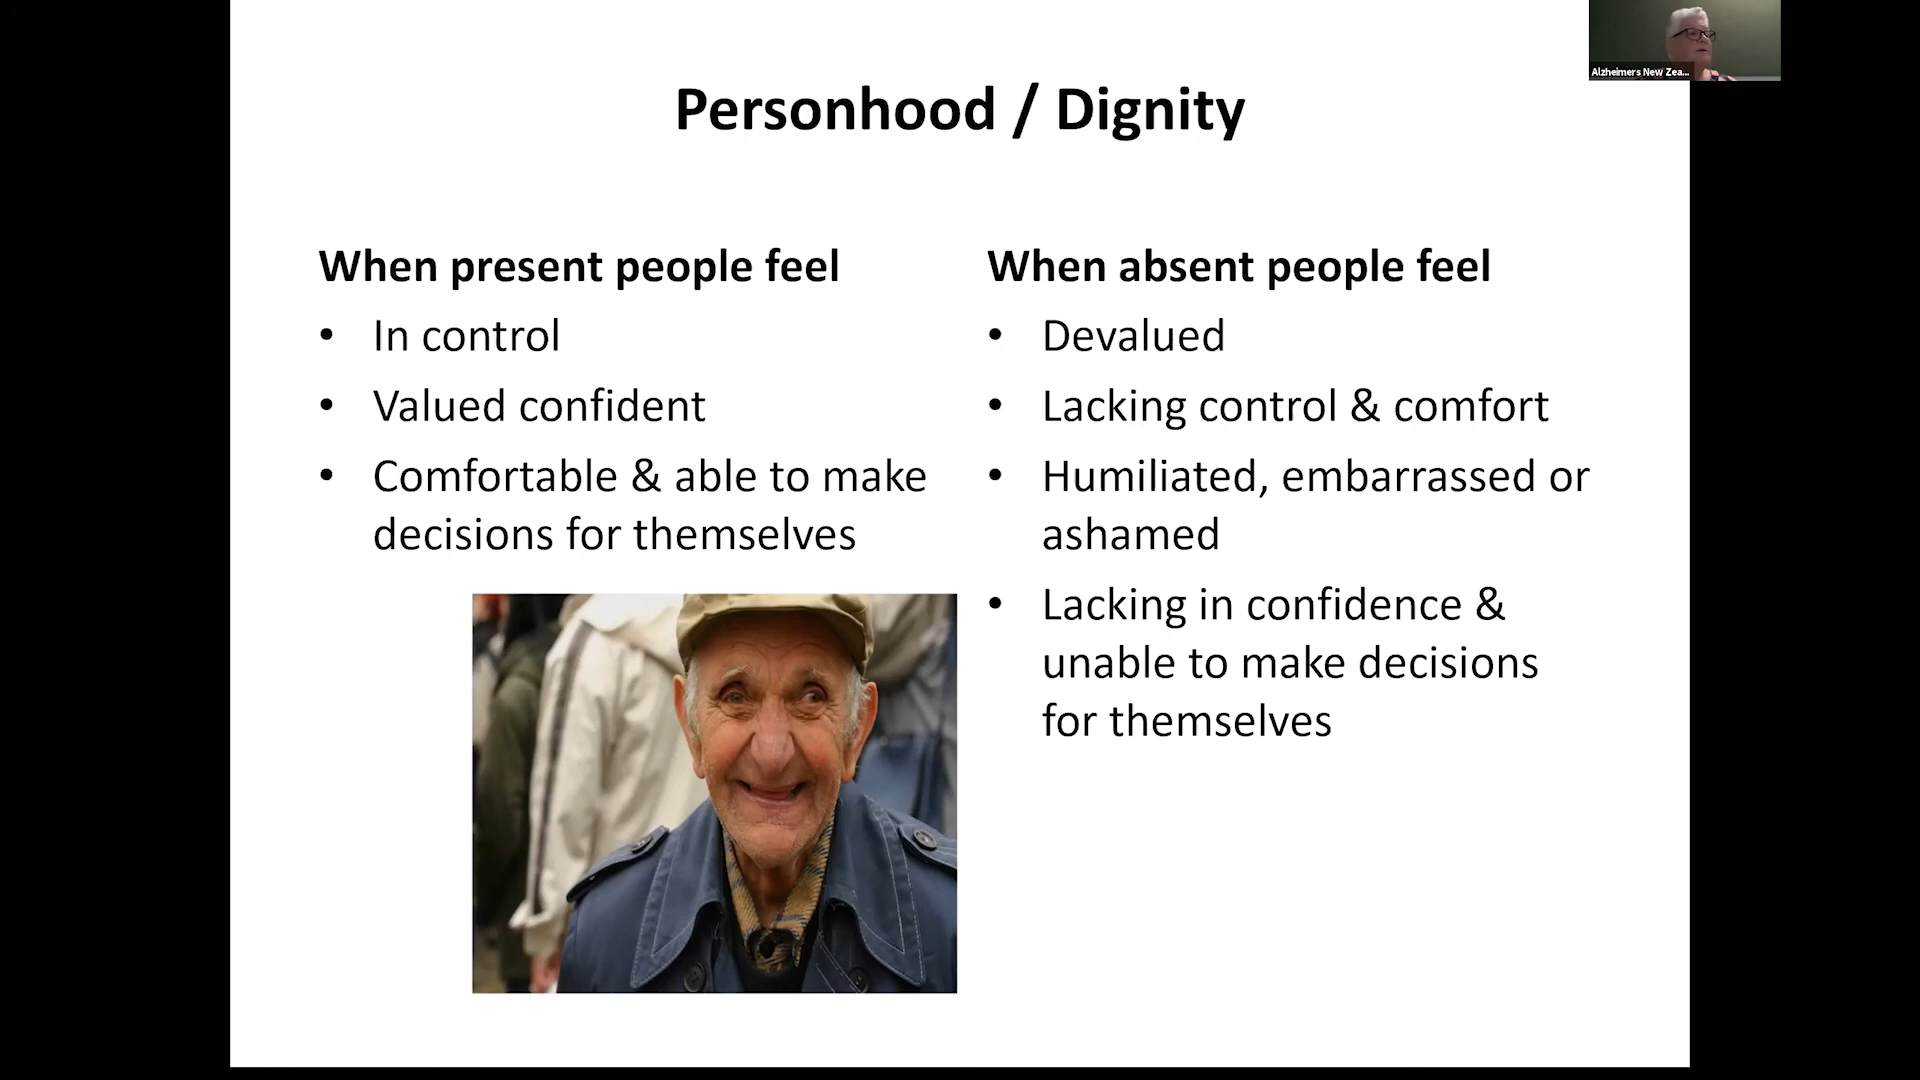 Alzheimers New Zea...
Personhood / Dignity
When present people feel
• In control
• Valued confident
• Comfortable & able to make
decisions for themselves
When absent people feel
• Devalued
• Lacking control & comfort
• Humiliated, embarrassed or
ashamed
• Lacking in confidence &
unable to make decisions
for themselves